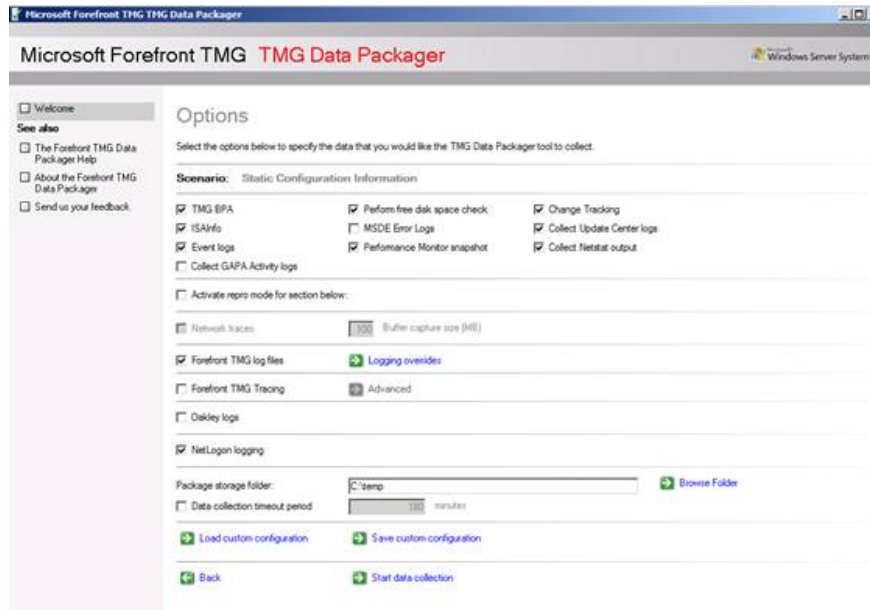 Microsoft Forefront TMG TMG Data Packager
Microsoft Forefront TMG TMG Data Packager
Windows Server System
Welcome
See also
The Forefront TMG Data
Packager Help
About the Forefront TMG
Data Packager
Send us your feedback
Options
Select the options below to specify the data that you would like the TMG Data Packager tool to collect.
Scenario: Static Configuration Information
TMG BPA
Perform free disk space check
Change Tracking
ISAInfo
MSDE Error Logs
Collect Update Center logs
Event logs
Performance Monitor snapshot
Collect Netstat output
Collect GAPA Activity logs
Activate repro mode for section below:
Network traces
100 Buffer capture size (MB)
Forefront TMG log files
Logging overrides
Forefront TMG Tracing
Advanced
Oakley logs
NetLogon logging
Package storage folder:
C:\temp
Browse Folder
Data collection timeout period
180 minutes
Load custom configuration
Save custom configuration
Back
Start data collection